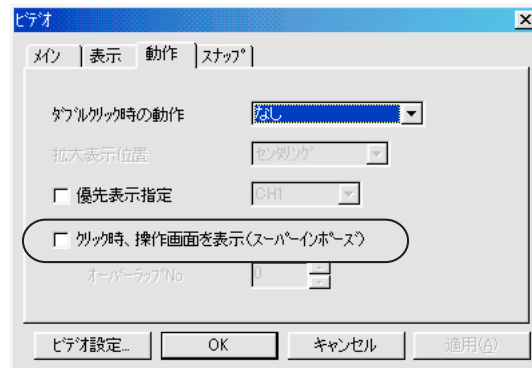 ビデオ
メイン 表示 動作 スナップ
ダブルクリック時の動作 なし
拡大表示位置 センタリング
優先表示指定 CH1
クリック時、操作画面を表示(スーパーインポーズ)
オーバーラップNo. 0
ビデオ設定... OK キャンセル 適用(A)